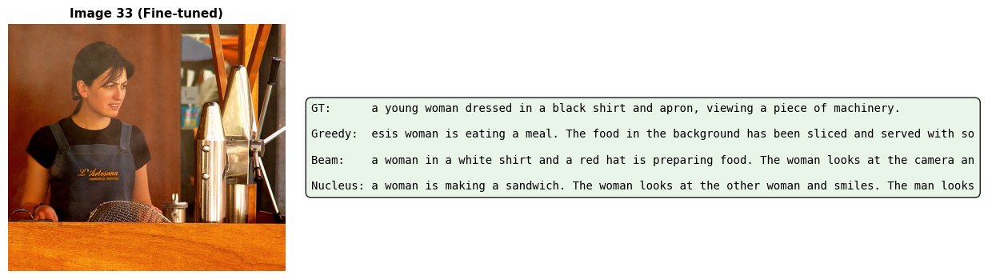 Image 33 (Fine-tuned)
L'Artesana
GT:      a young woman dressed in a black shirt and apron, viewing a piece of machinery.
Greedy:  esis woman is eating a meal. The food in the background has been sliced and served with so
Beam:    a woman in a white shirt and a red hat is preparing food. The woman looks at the camera an
Nucleus: a woman is making a sandwich. The woman looks at the other woman and smiles. The man looks